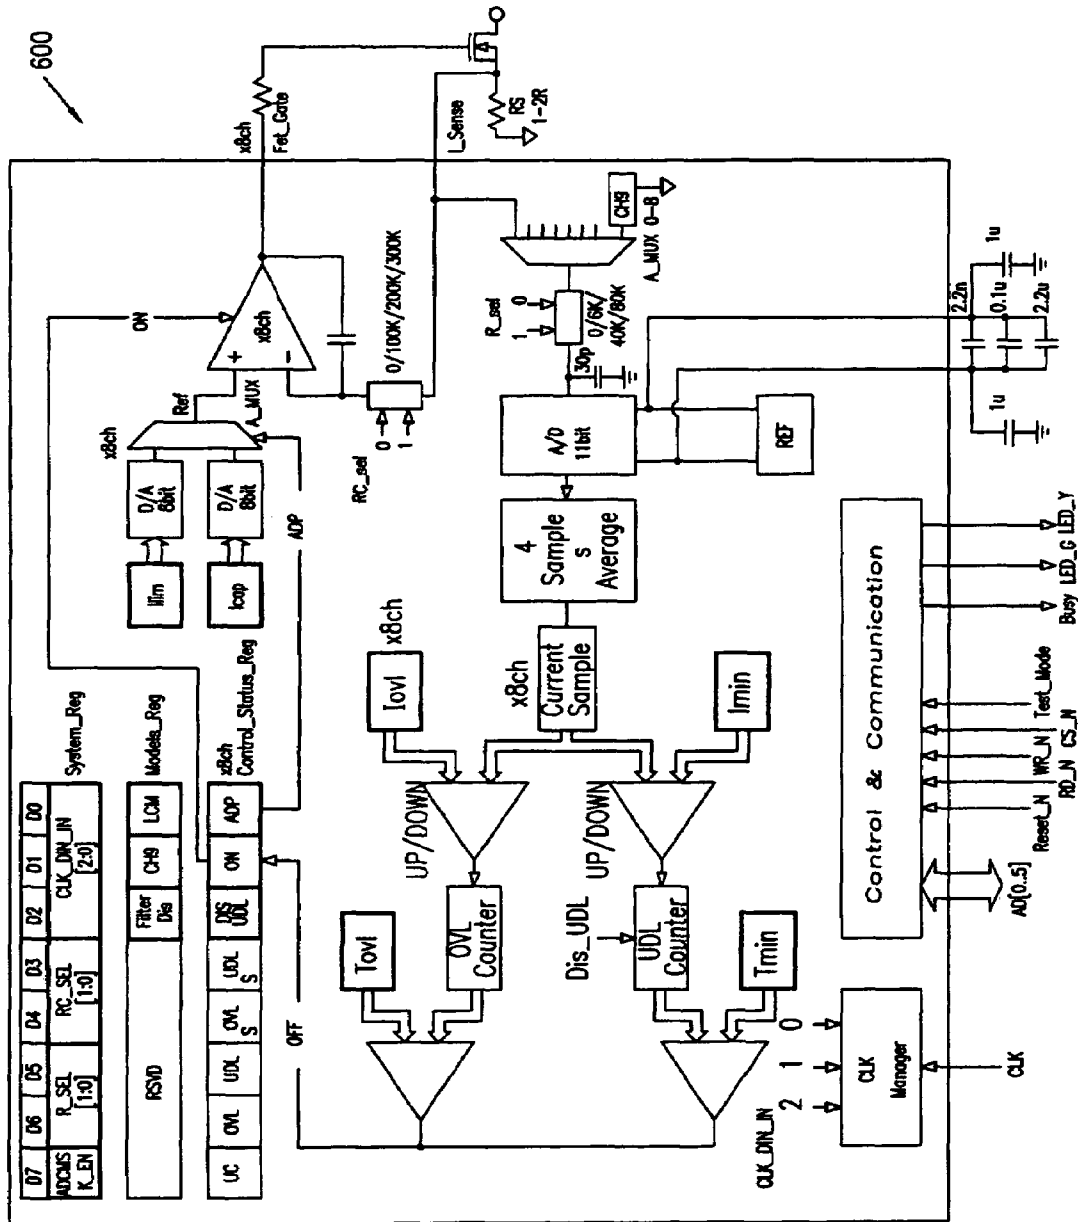 600
D7 D6 D5 D4 D3 D2 D1 D0
ADCMS
K_EN
R_SEL
[1:0]
RC_SEL
[1:0]
CLK_DIN_IN
[2:0]
System_Reg
RSVD
Filter
Dis
CH9
LCM
Models_Reg
UC
OVL
UDL
OVL
S
UDL
S
DIS
UDL
ON
ADP
x8ch
Control_Status_Reg
OFF
ON
ADP
Ilim
Icap
D/A
8bit
D/A
8bit
x8ch
Ref
A_MUX
+
-
x8ch
x8ch
Fet_Gate
I_Sense
RS
1-2R
RC_sel
0
1
0/100K/200K/300K
Tovl
OVL
Counter
UP/DOWN
Iovl
x8ch
x8ch
Current
Sample
4
Sample
s
Average
A/D
11bit
30p
R_sel
1
0
0/6K/
40K/80K
A_MUX 0-8
CH9
Dis_UDL
UDL
Counter
UP/DOWN
Imin
Tmin
REF
1u
2.2n
0.1u
2.2u
1u
CLK_DIN_IN
2
1
0
CLK
Manager
CLK
Control & Communication
AD[0..5]
Reset_N
RD_N
WR_N
CS_N
Test_Mode
Busy
LED_G
LED_Y